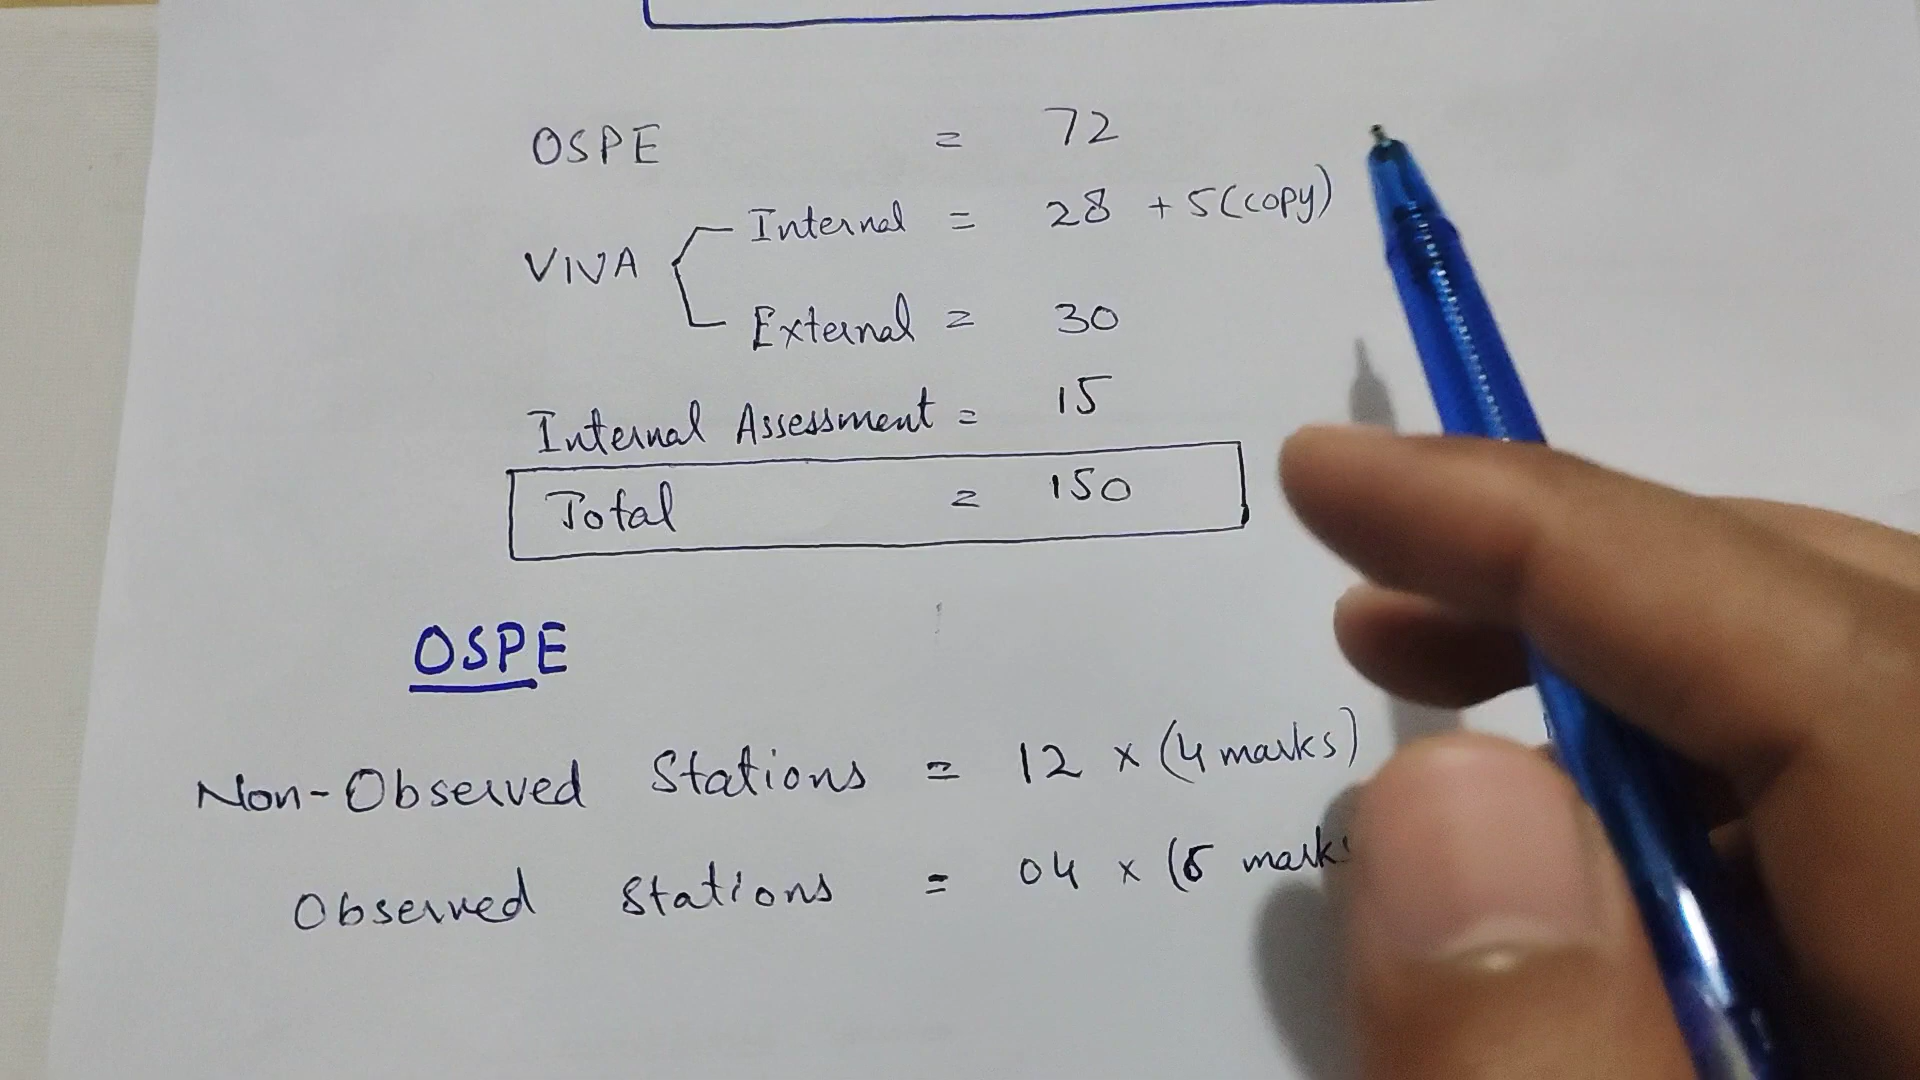 OSPE = 72
VIVA
Internal = 28 + 5(copy)
External = 30
Internal Assessment = 15
Total = 150
OSPE
Non-Observed Stations = 12 x (4 marks)
Observed Stations = 04 x (6 marks